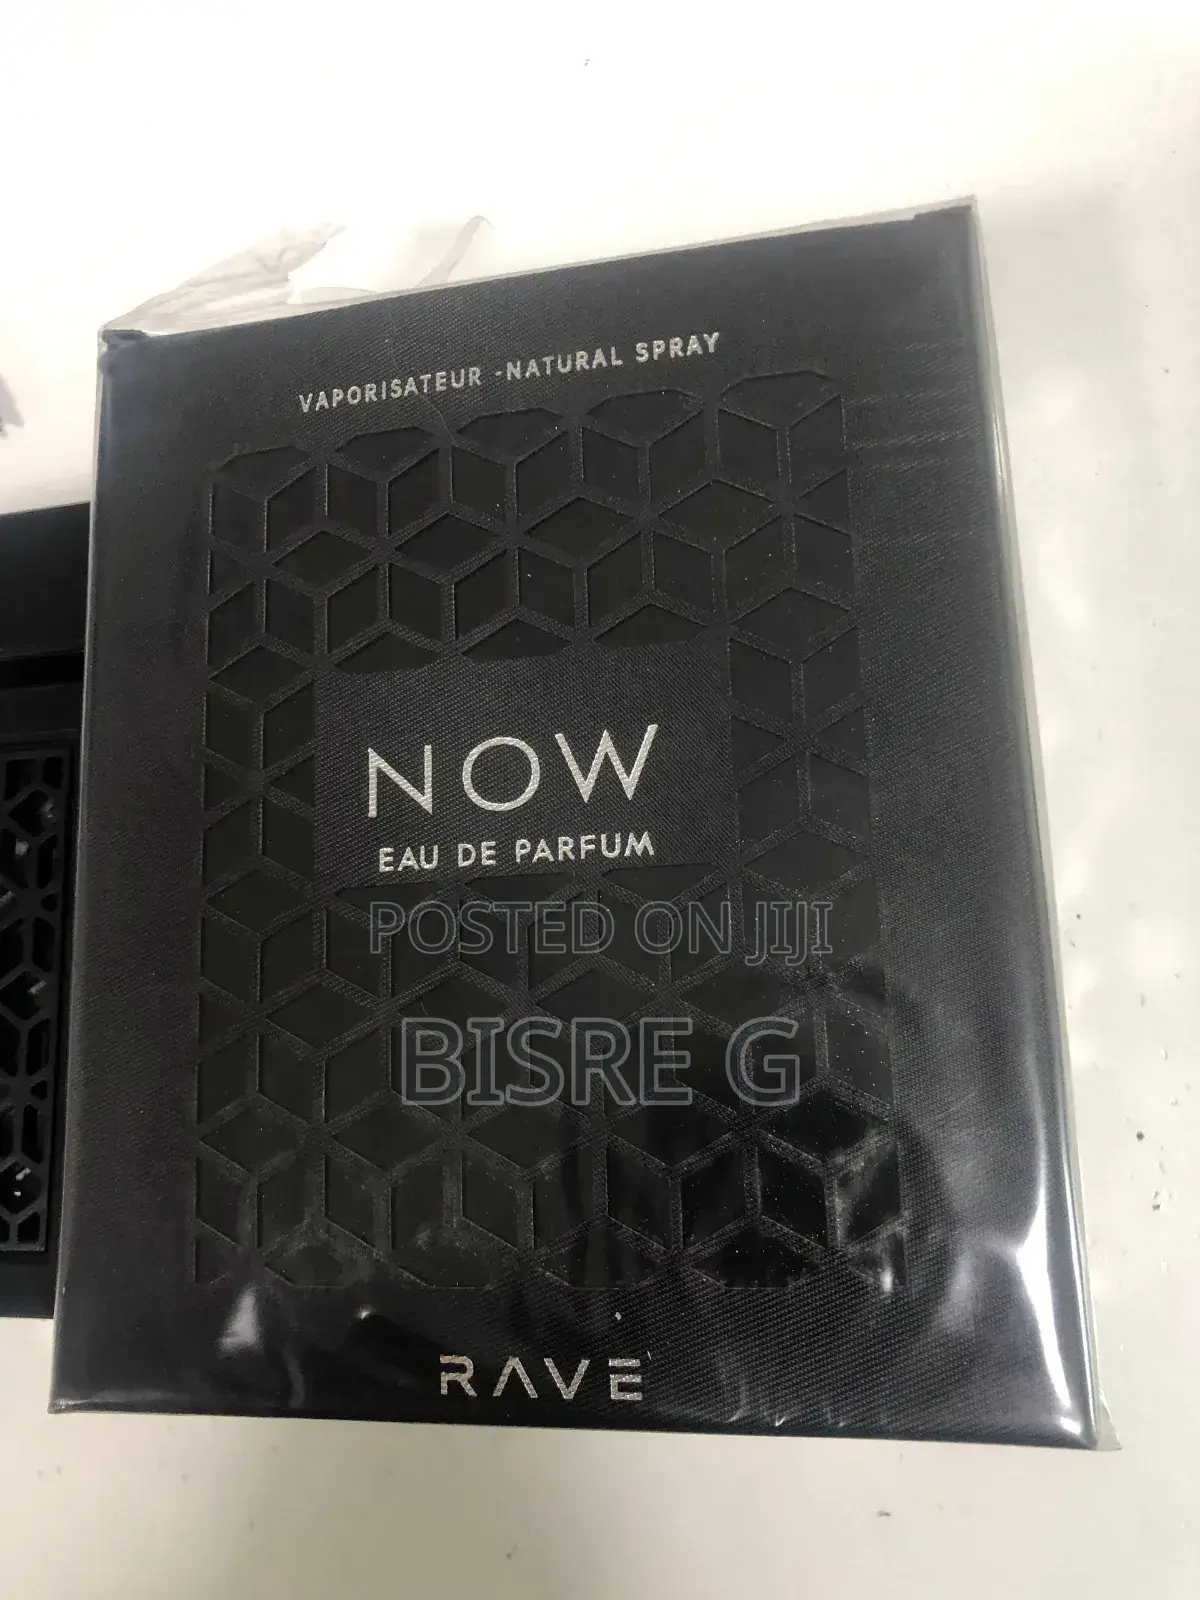 VAPORISATEUR -NATURAL SPRAY
NOW
EAU DE PARFUM
POSTED ON JIJI
BISRE G
RAVE